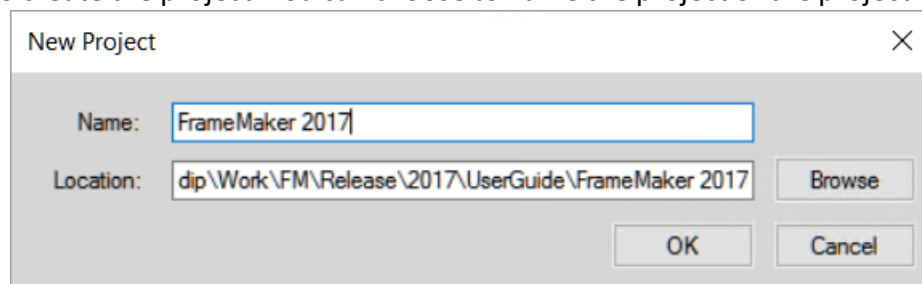 New Project
Name: FrameMaker 2017
Location: dip\Work\FM\Release\2017\UserGuide\FrameMaker 2017 Browse
OK Cancel